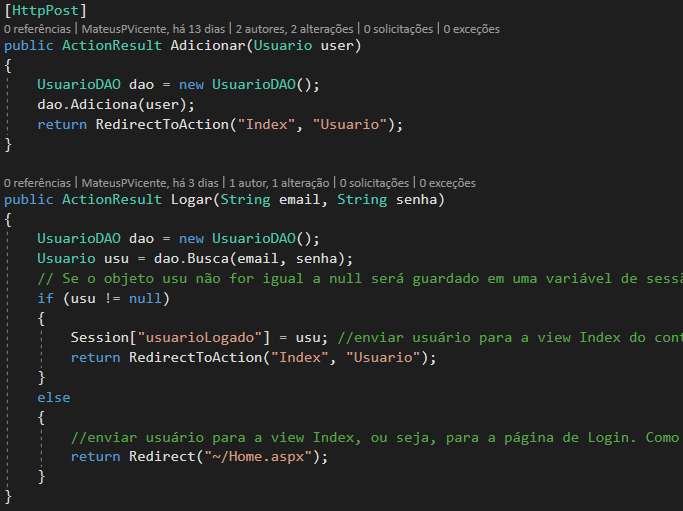 [HttpPost]
0 referências | MateusPVicente, há 13 dias | 2 autores, 2 alterações | 0 solicitações | 0 exceções
public ActionResult Adicionar(Usuario user)
{
    UsuarioDAO dao = new UsuarioDAO();
    dao.Adiciona(user);
    return RedirectToAction("Index", "Usuario");
}
0 referências | MateusPVicente, há 3 dias | 1 autor, 1 alteração | 0 solicitações | 0 exceções
public ActionResult Logar(String email, String senha)
{
    UsuarioDAO dao = new UsuarioDAO();
    Usuario usu = dao.Busca(email, senha);
    // Se o objeto usu não for igual a null será guardado em uma variável de sessã
    if (usu != null)
    {
        Session["usuarioLogado"] = usu; //enviar usuário para a view Index do cont
        return RedirectToAction("Index", "Usuario");
    }
    else
    {
        //enviar usuário para a view Index, ou seja, para a página de Login. Como
        return Redirect("~/Home.aspx");
    }
}